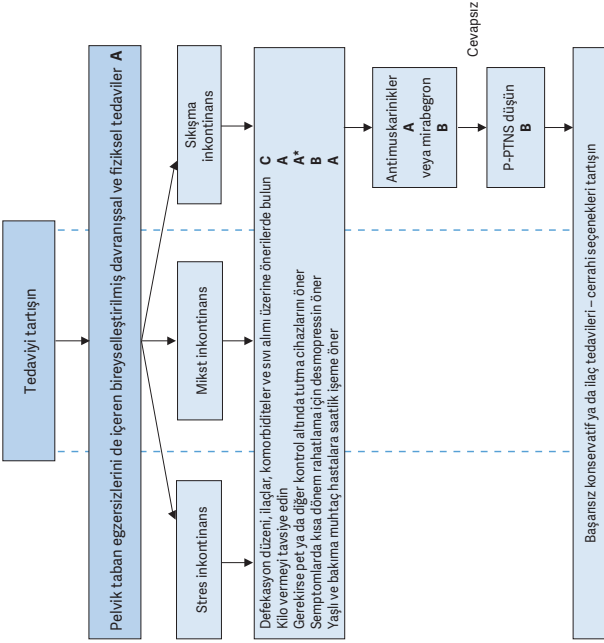 Tedaviyi tartışın
Pelvik taban egzersizlerini de içeren bireyselleştirilmiş davranışsal ve fiziksel tedaviler A
Stres inkontinans
Mikst inkontinans
Sıkışma
inkontinans
Defekasyon düzeni, ilaçlar, komorbiditeler ve sıvı alımı üzerine önerilerde bulun C
Kilo vermeyi tavsiye edin A
Gerekirse pet ya da diğer kontrol altında tutma cihazlarını öner A*
Semptomlarda kısa dönem rahatlama için desmopressin öner B
Yaşlı ve bakıma muhtaç hastalara saatlik işeme öner A
Antimuskarinikler
A
veya mirabegron
B
Cevapsız
P-PTNS düşün
B
Başarısız konservatif ya da ilaç tedavileri – cerrahi seçenekleri tartışın